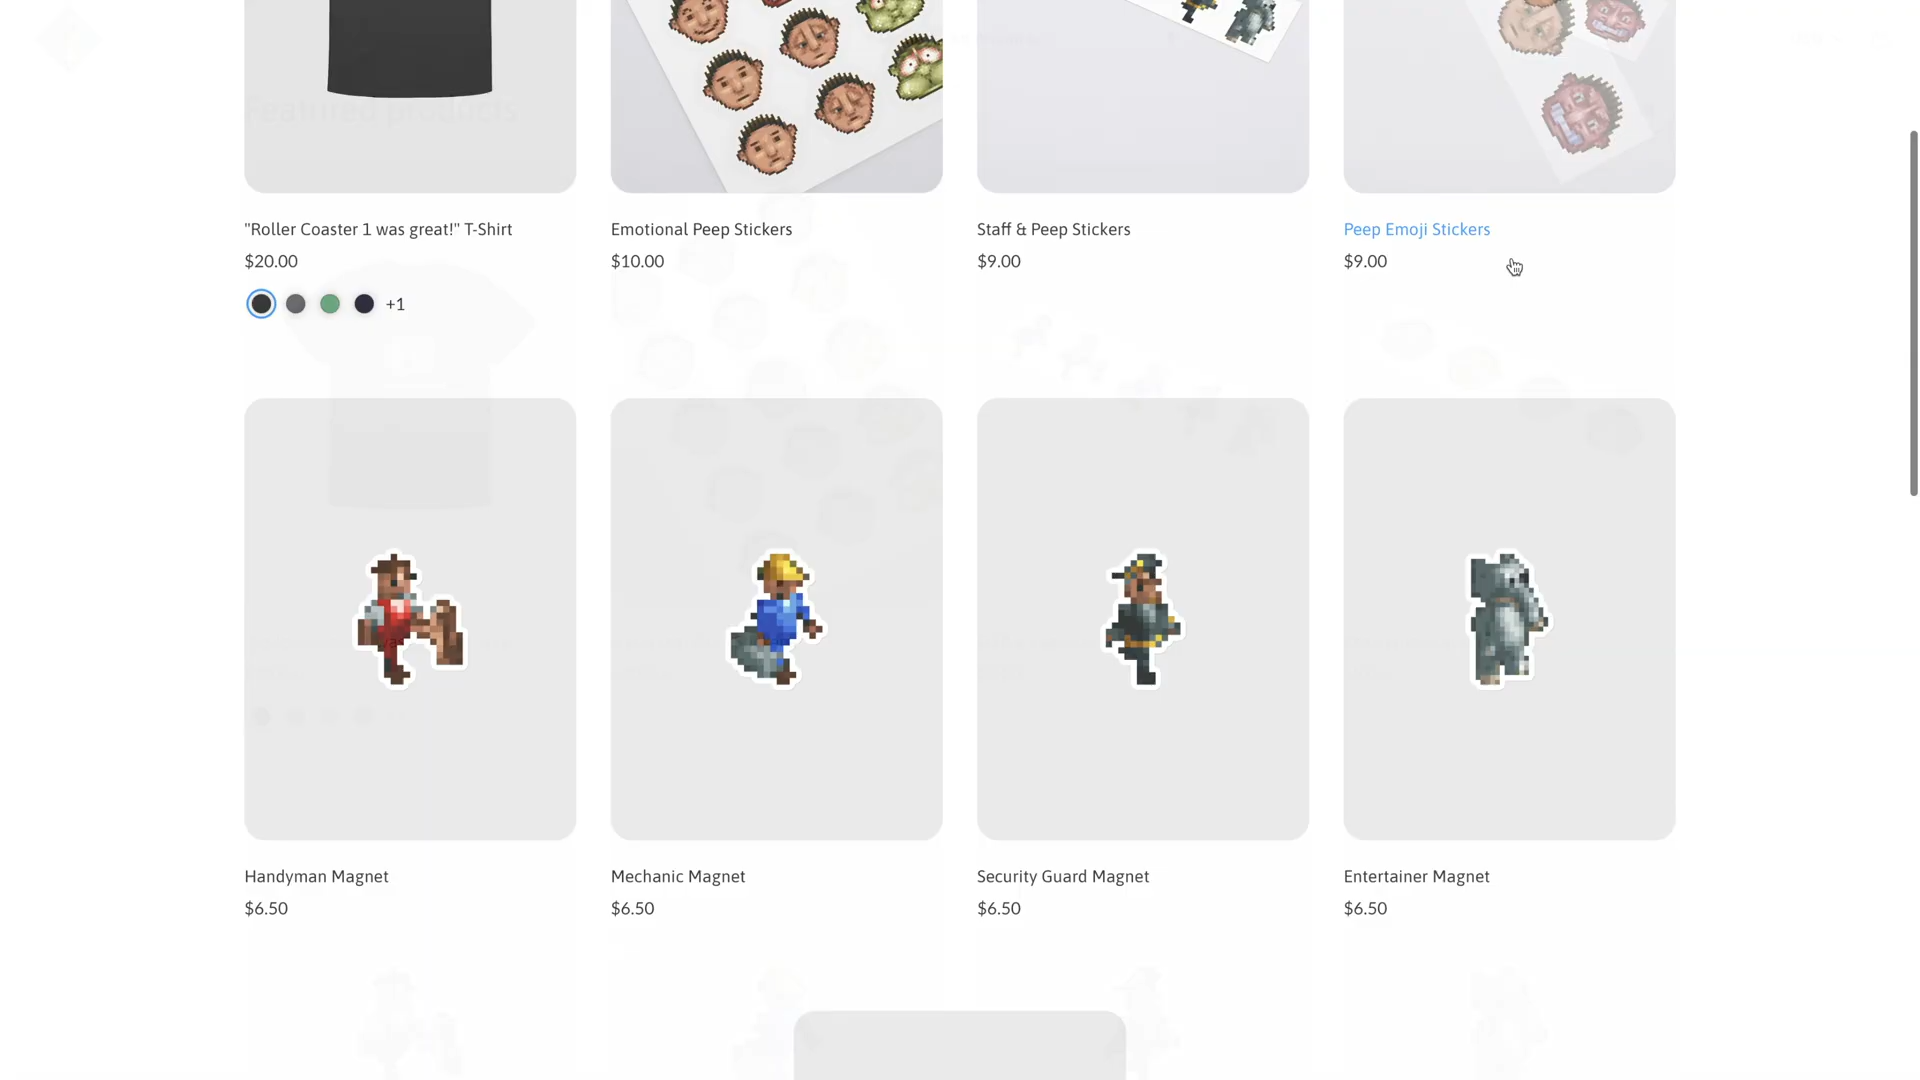 Featured products
"Roller Coaster 1 was great!" T-Shirt
$20.00
+1
Emotional Peep Stickers
$10.00
Staff & Peep Stickers
$9.00
Peep Emoji Stickers
$9.00
Handyman Magnet
$6.50
Mechanic Magnet
$6.50
Security Guard Magnet
$6.50
Entertainer Magnet
$6.50